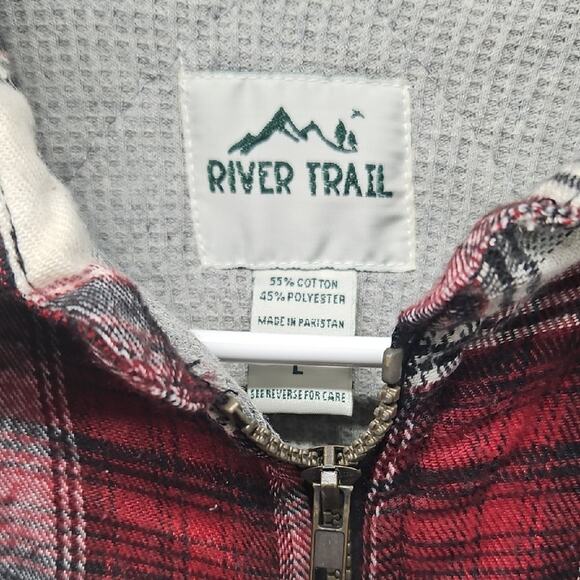 RIVER TRAIL
55% COTTON
45% POLYESTER
MADE IN PAKISTAN
L
SEE REVERSE FOR CARE